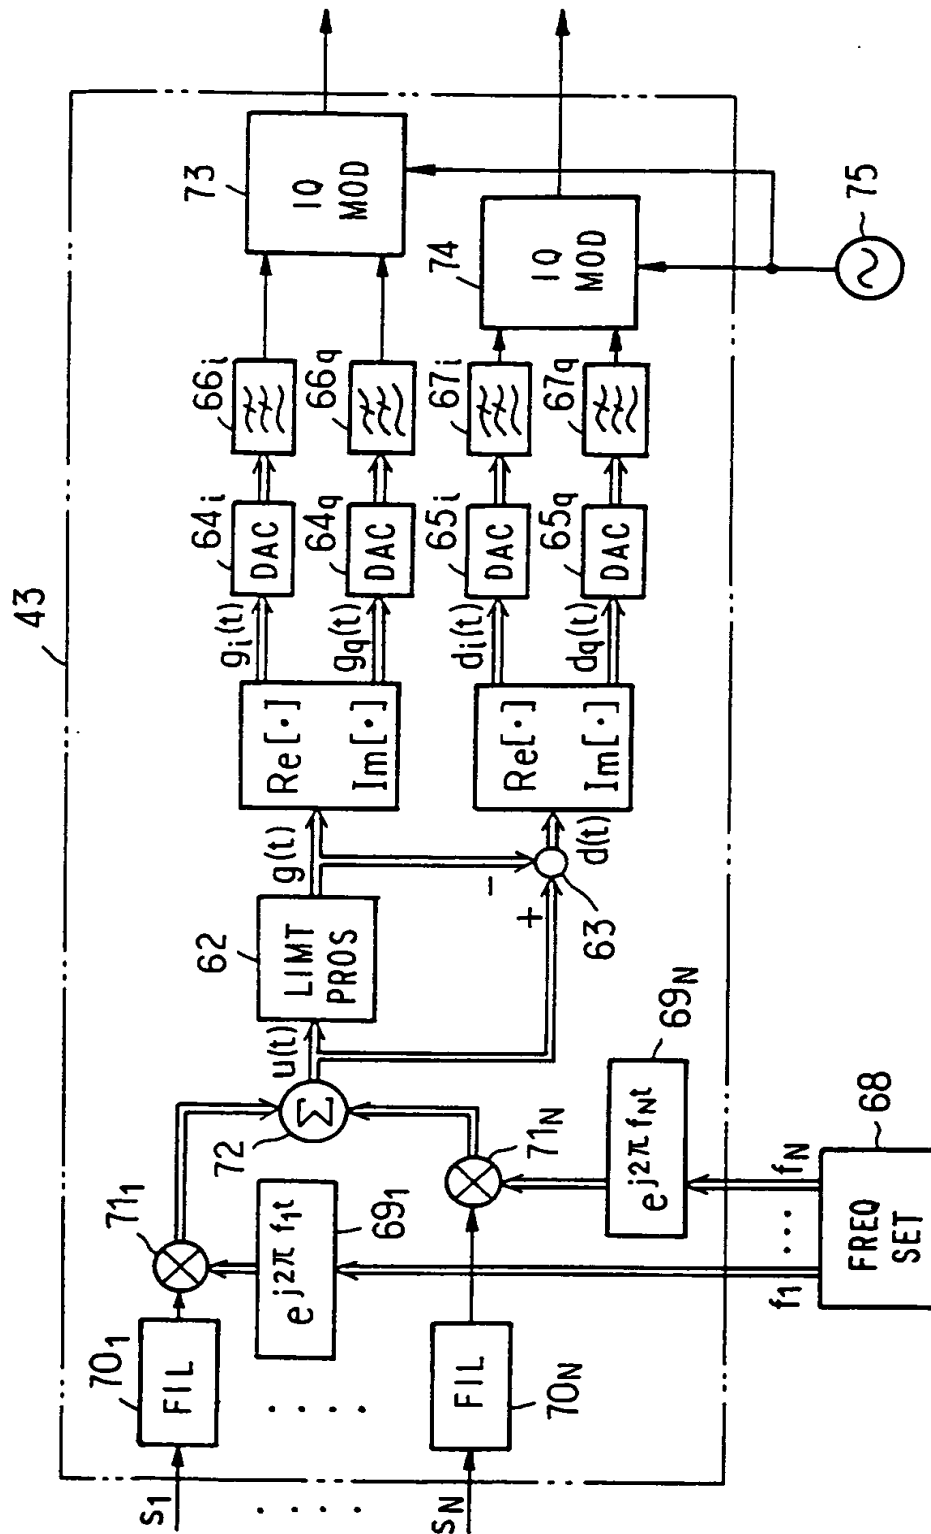 43
S1
70₁
FIL
71₁
e^j2π f₁t
69₁
. . . .
. . . .
SN
FIL
70N
71N
e^j2π fNt
69N
f1
. . .
fN
FREQ
SET
68
72
Σ
u(t)
62
LIMT
PROS
g(t)
−
+
63
d(t)
Re[·]
Im[·]
gi(t)
gq(t)
Re[·]
Im[·]
di(t)
dq(t)
64i
DAC
64q
DAC
65i
DAC
65q
DAC
66i
66q
67i
67q
73
IQ
MOD
74
IQ
MOD
75